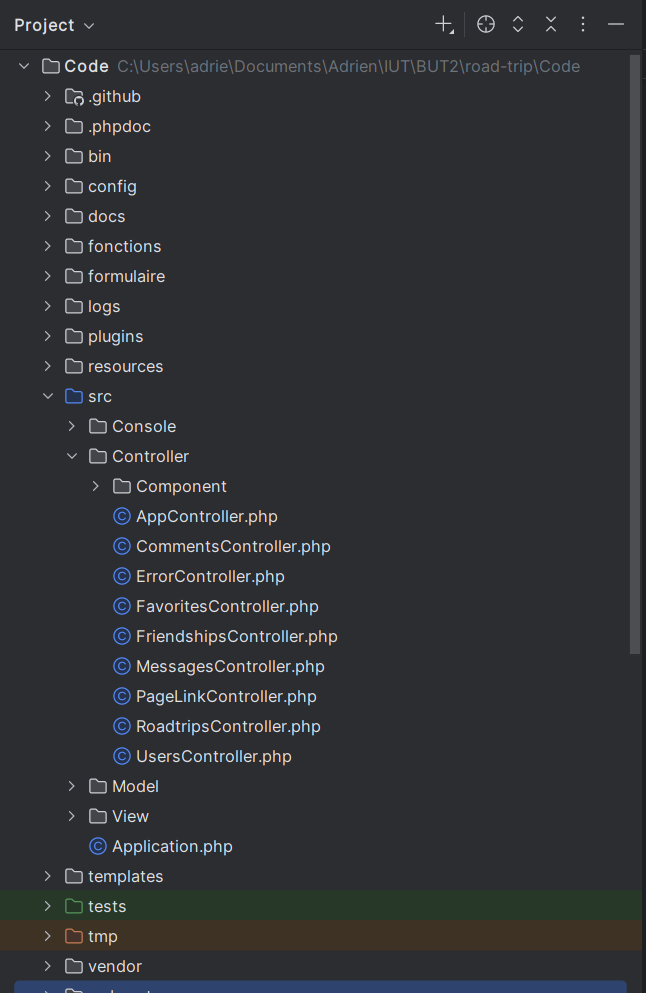 Project
Code C:\Users\adrie\Documents\Adrien\IUT\BUT2\road-trip\Code
.github
.phpdoc
bin
config
docs
fonctions
formulaire
logs
plugins
resources
src
Console
Controller
Component
AppController.php
CommentsController.php
ErrorController.php
FavoritesController.php
FriendshipsController.php
MessagesController.php
PageLinkController.php
RoadtripsController.php
UsersController.php
Model
View
Application.php
templates
tests
tmp
vendor